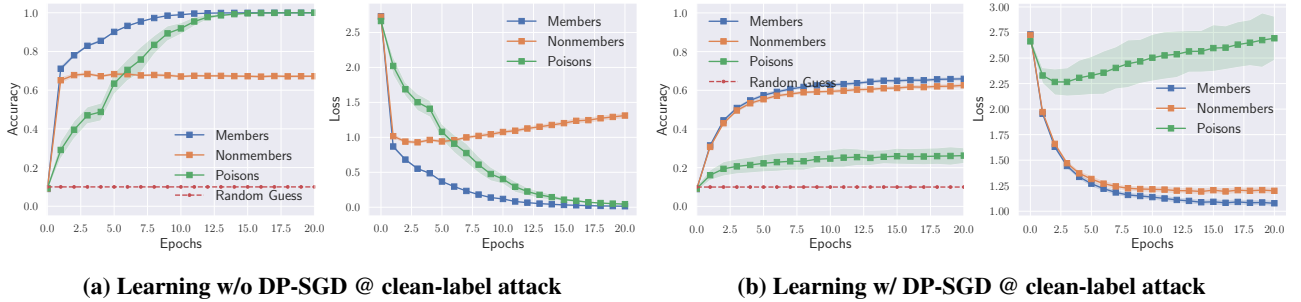 1.0
0.8
0.6
0.4
0.2
0.0
Accuracy
Members
Nonmembers
Poisons
Random Guess
0.0 2.5 5.0 7.5 10.0 12.5 15.0 17.5 20.0
Epochs
2.5
2.0
1.5
1.0
0.5
0.0
Loss
Members
Nonmembers
Poisons
0.0 2.5 5.0 7.5 10.0 12.5 15.0 17.5 20.0
Epochs
(a) Learning w/o DP-SGD @ clean-label attack
1.0
0.8
0.6
0.4
0.2
0.0
Accuracy
Members
Nonmembers
Poisons
Random Guess
0.0 2.5 5.0 7.5 10.0 12.5 15.0 17.5 20.0
Epochs
3.00
2.75
2.50
2.25
2.00
1.75
1.50
1.25
1.00
Loss
Members
Nonmembers
Poisons
0.0 2.5 5.0 7.5 10.0 12.5 15.0 17.5 20.0
Epochs
(b) Learning w/ DP-SGD @ clean-label attack